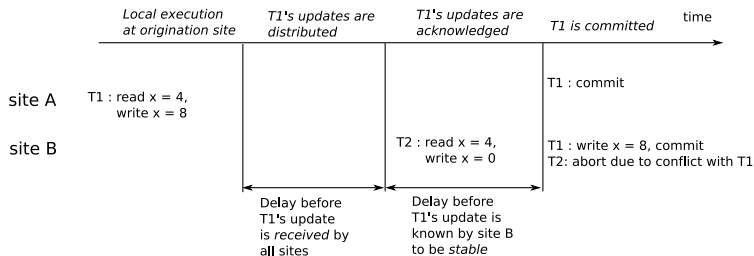 Local execution
at origination site
T1's updates are
distributed
T1's updates are
acknowledged
T1 is committed
time
site A
T1 : read x = 4,
write x = 8
T1 : commit
site B
T2 : read x = 4,
write x = 0
T1 : write x = 8, commit
T2: abort due to conflict with T1
Delay before
T1's update
is received by
all sites
Delay before
T1's update is
known by site B
to be stable